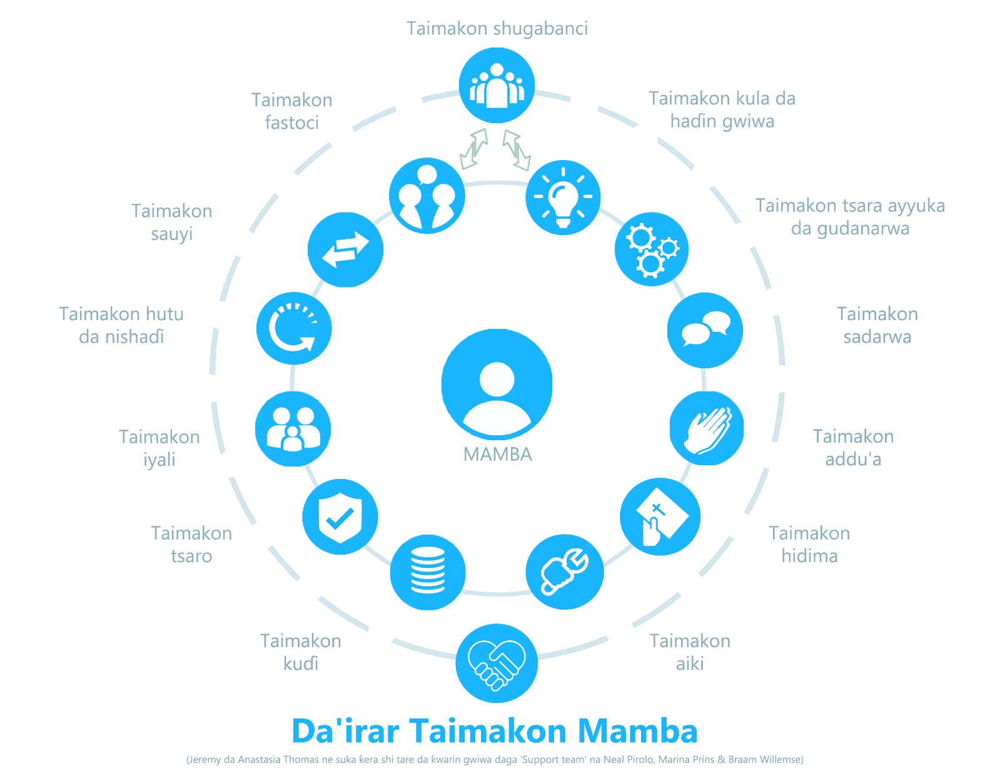 Taimakon shugabanci
Taimakon
fastoci
Taimakon kula da
haɗin gwiwa
Taimakon
sauyi
Taimakon tsara ayyuka
da gudanarwa
Taimakon hutu
da nishaɗi
Taimakon
sadarwa
MAMBA
Taimakon
iyali
Taimakon
addu'a
Taimakon
tsaro
Taimakon
hidima
Taimakon
kuɗi
Taimakon
aiki
Da'irar Taimakon Mamba
(Jeremy da Anastasia Thomas ne suka ƙera shi tare da ƙwarin gwiwa daga 'Support team' na Neal Pirolo, Marina Prins & Braam Willemse)